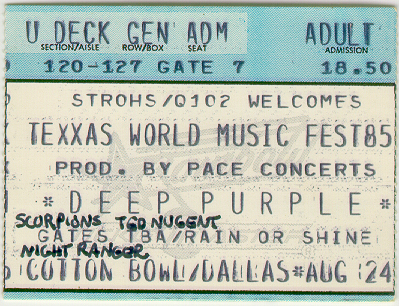 U DECK GEN ADM ADULT
SECTION/AISLE ROW/BOX SEAT ADMISSION
120-127 GATE 7 18.50
STROHS/Q102 WELCOMES
TEXXAS WORLD MUSIC FEST85
PROD. BY PACE CONCERTS
*DEEP PURPLE*
SCORPIONS TED NUGENT
GATES TBA/RAIN OR SHINE
NIGHT RANGER
COTTON BOWL/DALLAS*AUG 24